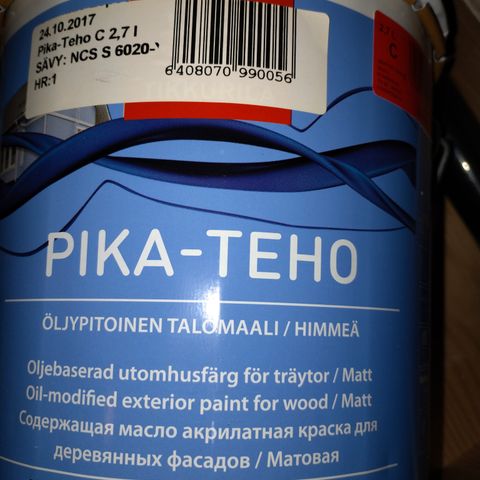 24.10.2017
Pika-Teho C 2,7 l
SÄVY: NCS S 6020-Y
HR:1
6408070 990056
TIKKURILA
C
PIKA-TEHO
ÖLJYPITOINEN TALOMAALI / HIMMEÄ
Oljebaserad utomhusfärg för träytor / Matt
Oil-modified exterior paint for wood / Matt
Содержащая масло акрилатная краска для
деревянных фасадов / Матовая